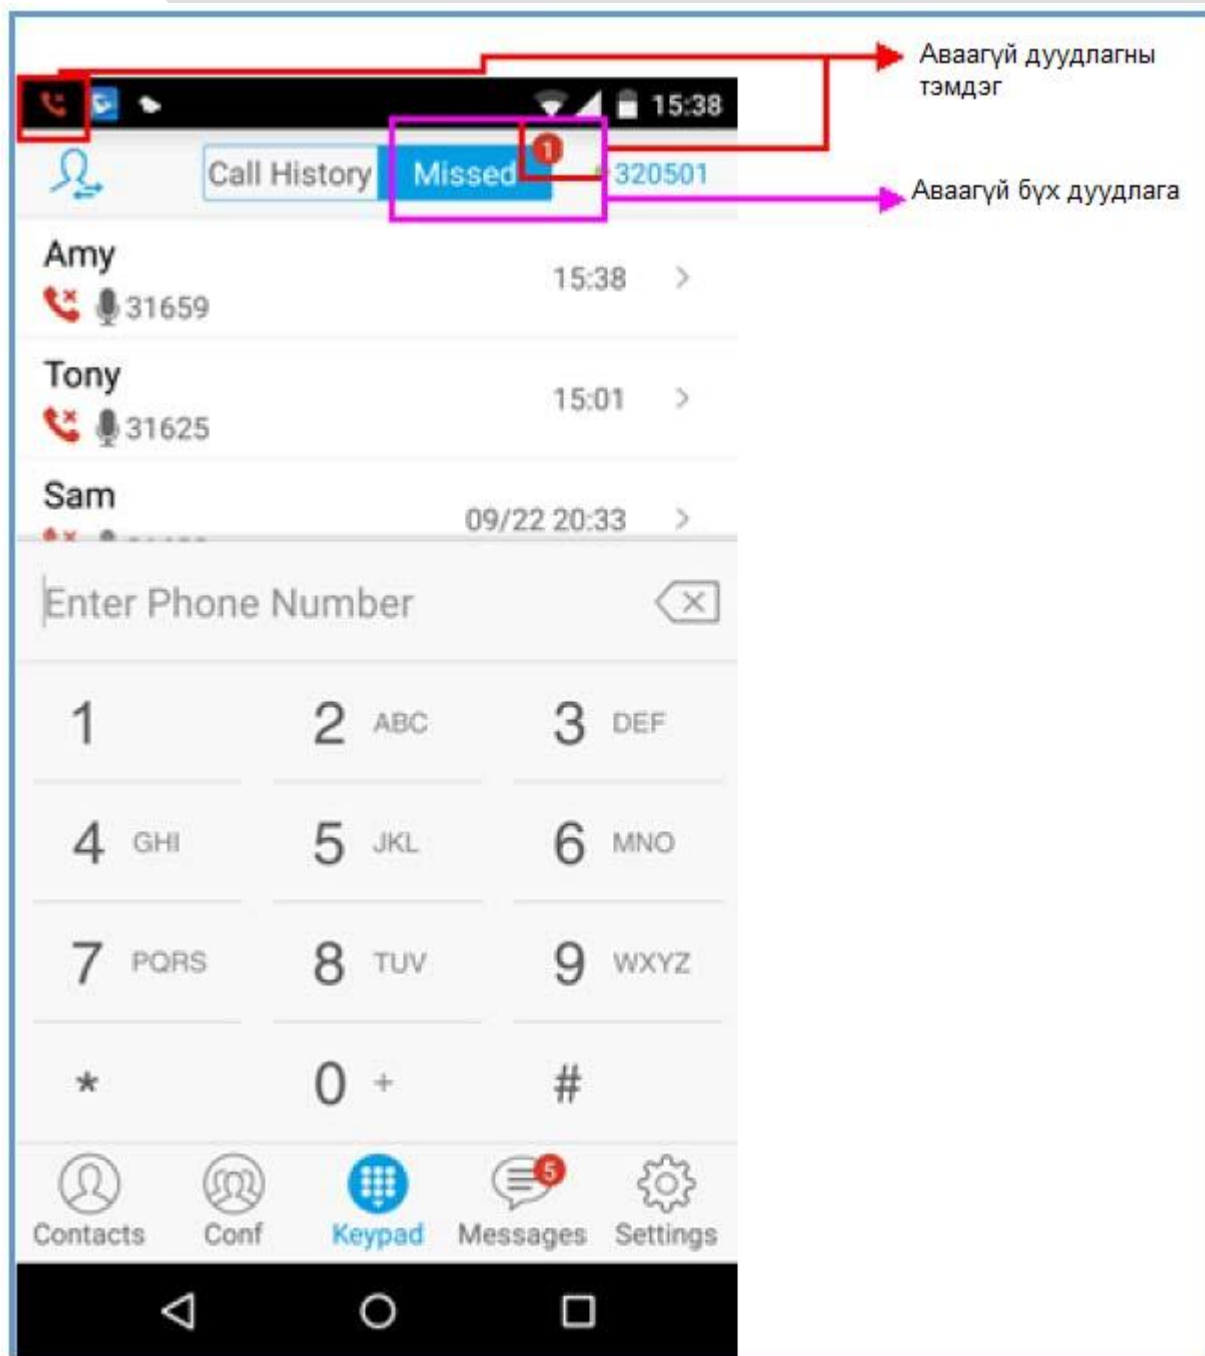 Аваагүй дуудлагны
тэмдэг
15:38
Call History Missed 1 320501
Аваагүй бүх дуудлага
Amy
15:38
31659
Tony
15:01
31625
Sam
09/22 20:33
Enter Phone Number
1 2 ABC 3 DEF
4 GHI 5 JKL 6 MNO
7 PQRS 8 TUV 9 WXYZ
* 0 + #
5
Contacts Conf Keypad Messages Settings